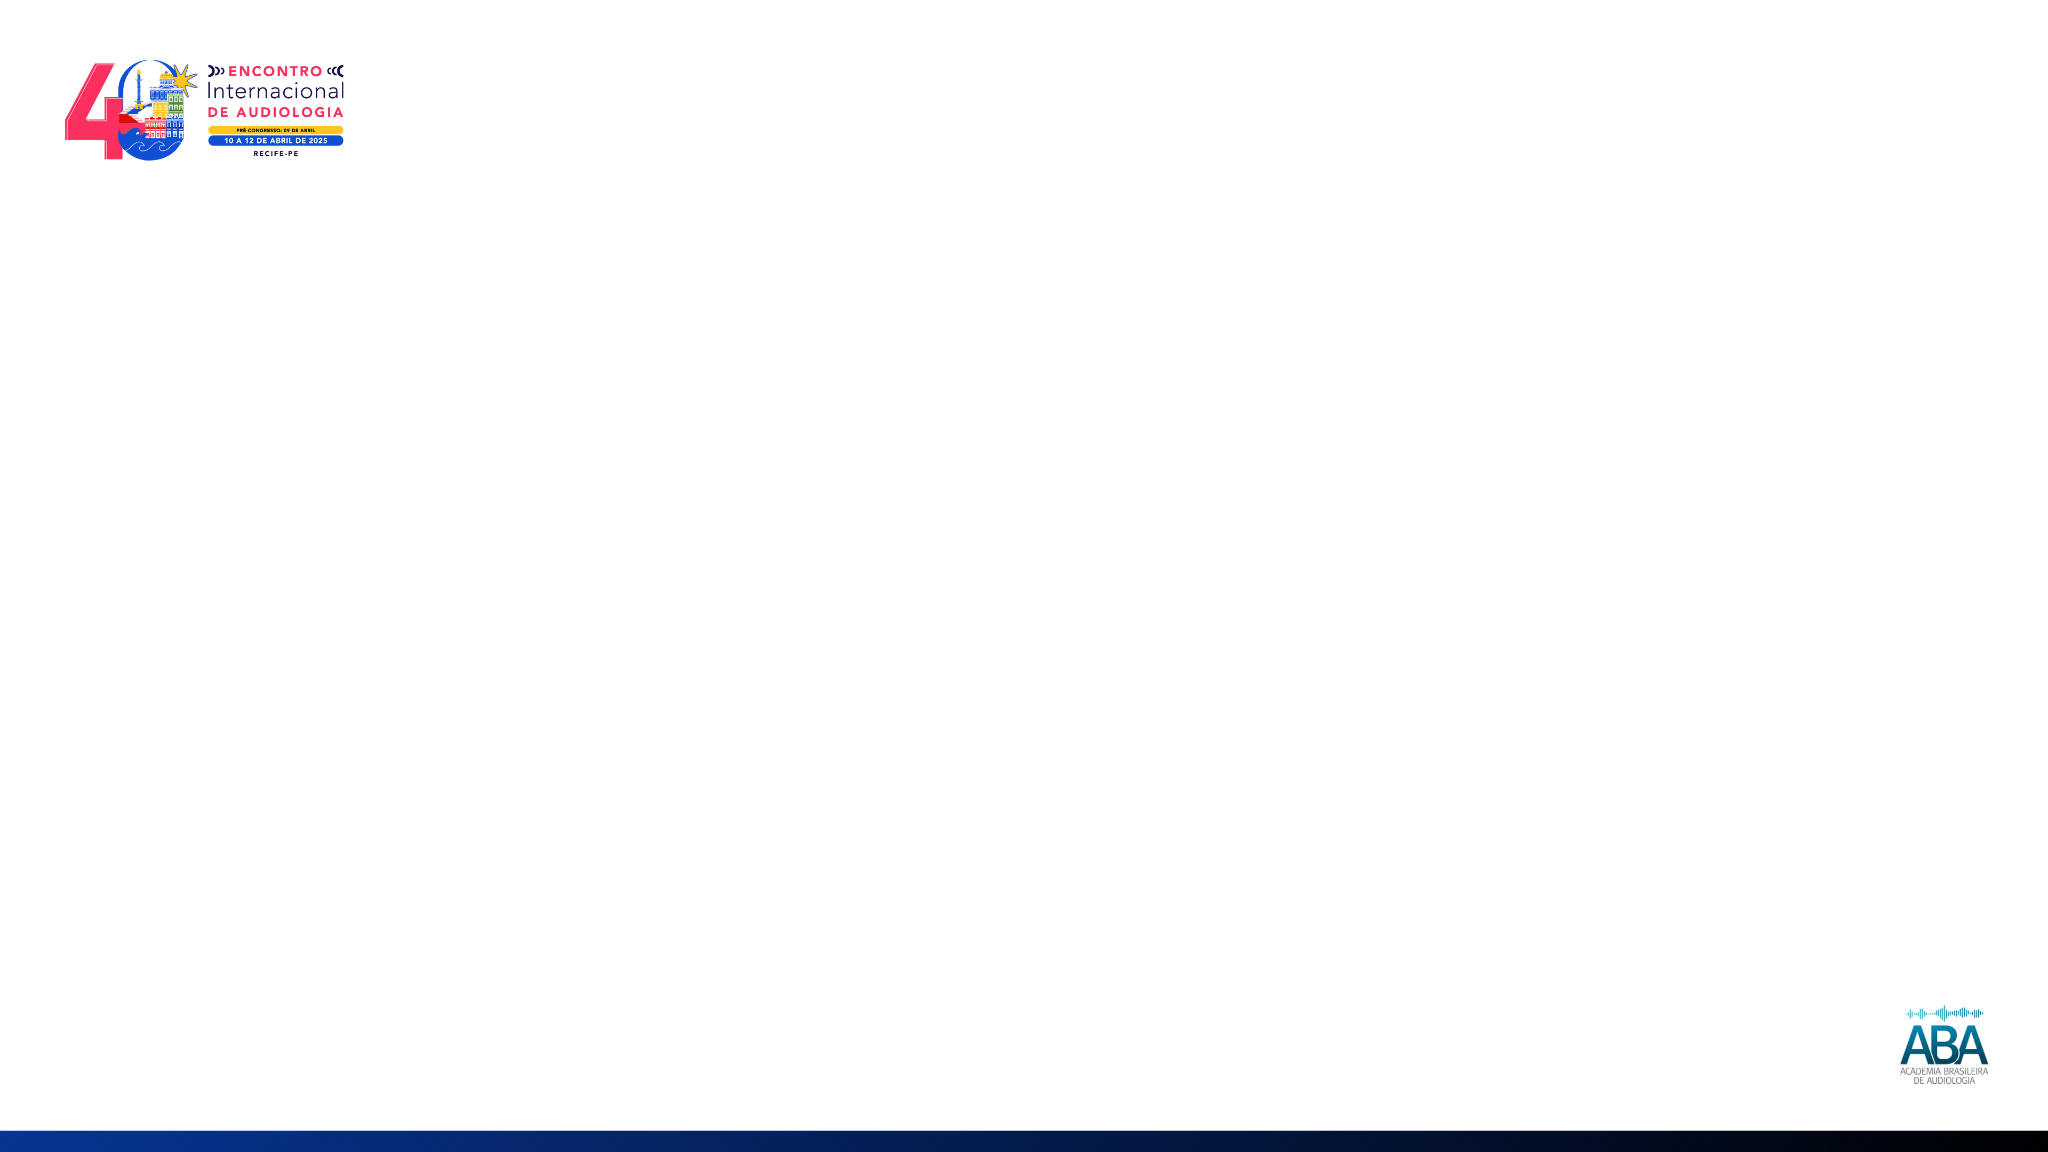 40
ENCONTRO
Internacional
DE AUDIOLOGIA
PRÉ-CONGRESSO: 09 DE ABRIL
10 A 12 DE ABRIL DE 2025
RECIFE-PE
ABA
ACADEMIA BRASILEIRA
DE AUDIOLOGIA